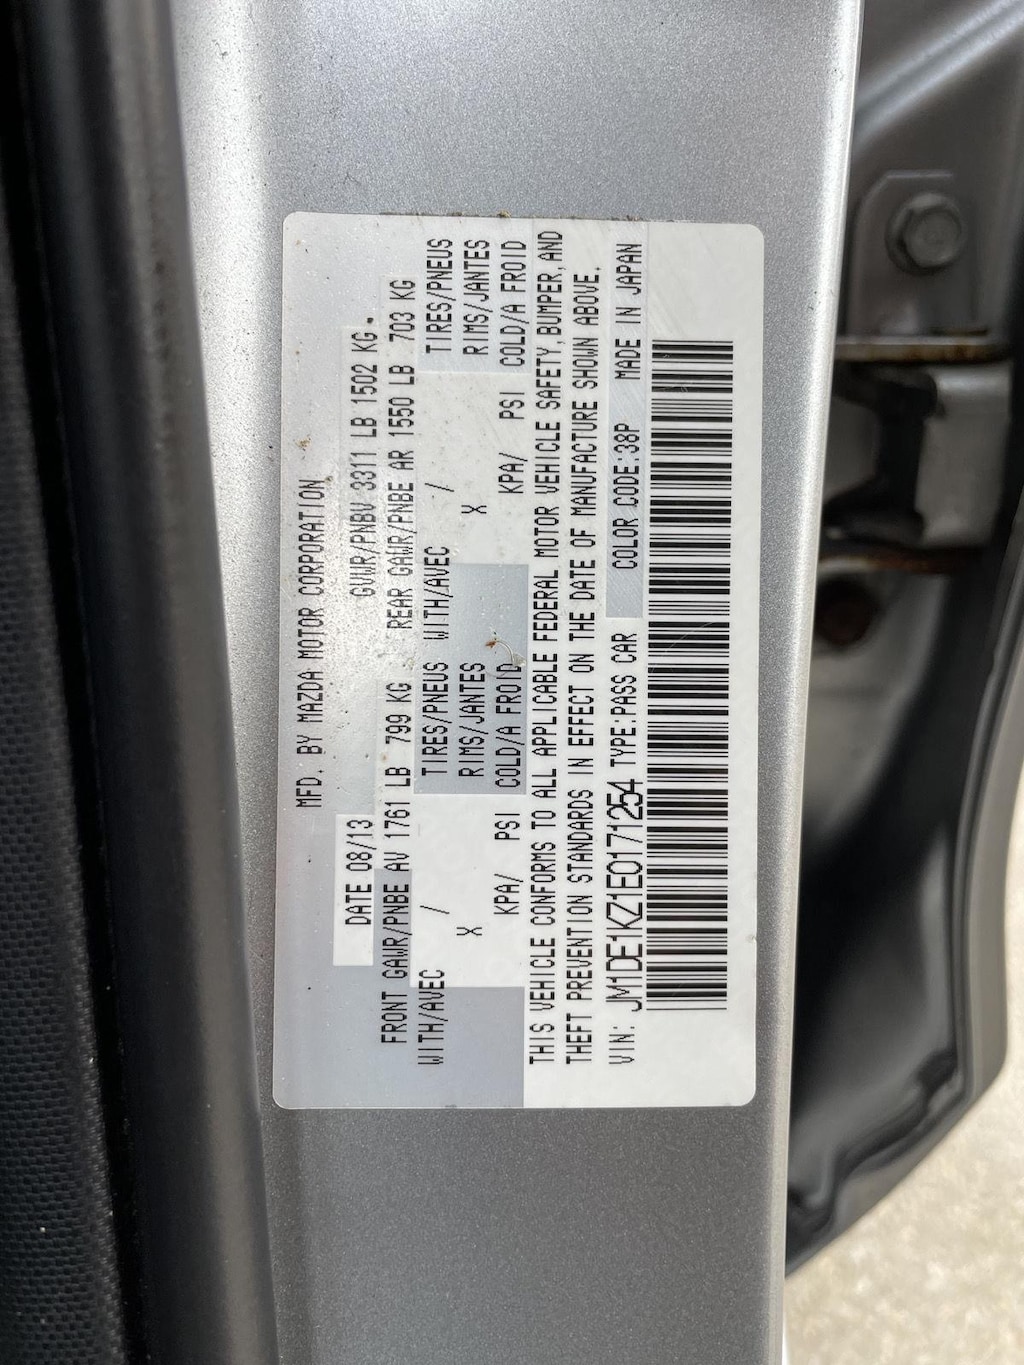 MFD. BY MAZDA MOTOR CORPORATION
DATE 08/13 GVWR/PNBV 3311 LB 1502 KG.
FRONT GAWR/PNBE AV 1761 LB 799 KG. REAR GAWR/PNBE AR 1550 LB 703 KG
WITH/AVEC / TIRES/PNEUS WITH/AVEC / TIRES/PNEUS
X RIMS/JANTES X RIMS/JANTES
KPA/ PSI COLD/A FROID KPA/ PSI COLD/A FROID
THIS VEHICLE CONFORMS TO ALL APPLICABLE FEDERAL MOTOR VEHICLE SAFETY, BUMPER, AND
THEFT PREVENTION STANDARDS IN EFFECT ON THE DATE OF MANUFACTURE SHOWN ABOVE.
VIN: JM1DE1KZ1E0171254 TYPE:PASS CAR COLOR CODE:38P MADE IN JAPAN